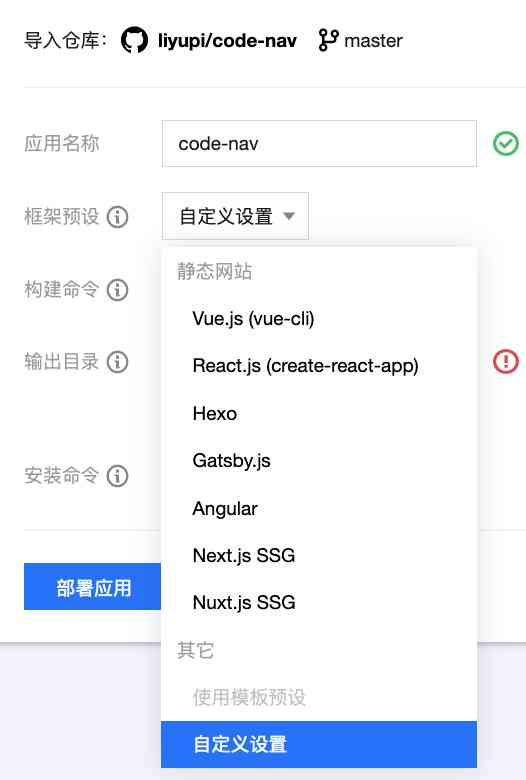 导入仓库： liyupi/code-nav master
应用名称 code-nav
框架预设 自定义设置
静态网站
构建命令
Vue.js (vue-cli)
输出目录
React.js (create-react-app)
Hexo
Gatsby.js
安装命令
Angular
Next.js SSG
部署应用
Nuxt.js SSG
其它
使用模板预设
自定义设置